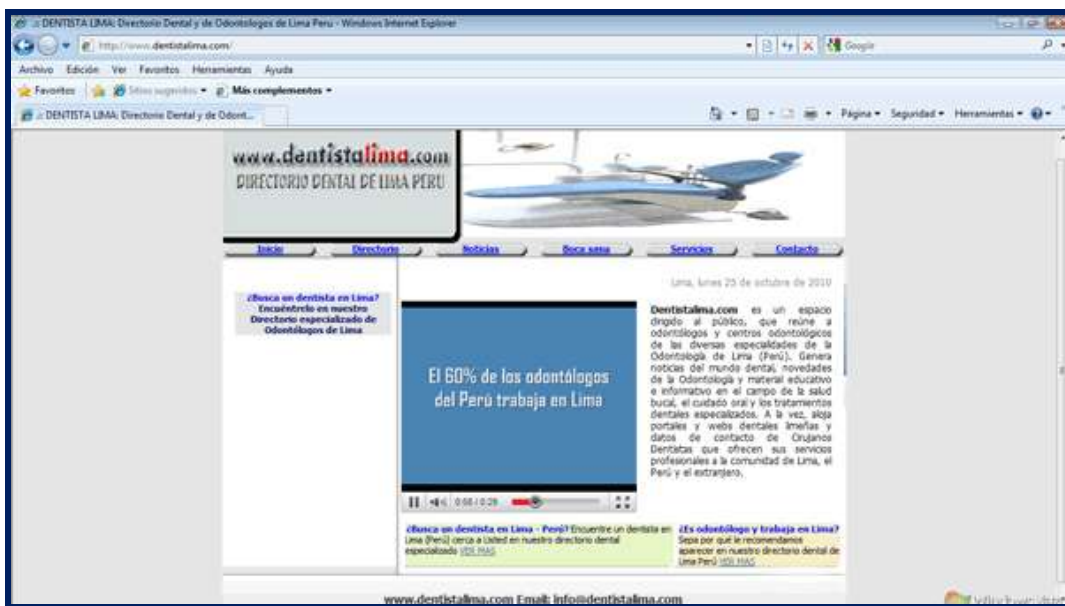 :: DENTISTA LIMA: Directorio Dental y de Odontologos de Lima Peru - Windows Internet Explorer
http://www.dentistalima.com/
Google
Archivo Edición Ver Favoritos Herramientas Ayuda
Favoritos Sitios sugeridos Más complementos
:: DENTISTA LIMA: Directorio Dental y de Odont...
Página Seguridad Herramientas
www.dentistalima.com
DIRECTORIO DENTAL DE LIMA PERU
Inicio Directorio Noticias Boca sana Servicios Contacto
Lima, lunes 25 de octubre de 2010
¿Busca un dentista en Lima?
Encuéntrelo en nuestro
Directorio especializado de
Odontólogos de Lima
El 60% de los odontólogos
del Perú trabaja en Lima
Dentistalima.com es un espacio
dirigido al público, que reúne a
odontólogos y centros odontológicos
de las diversas especialidades de la
Odontología de Lima (Perú). Genera
noticias del mundo dental, novedades
de la Odontología y material educativo
e informativo en el campo de la salud
bucal, el cuidado oral y los tratamientos
dentales especializados. A la vez, aloja
portales y webs dentales limeñas y
datos de contacto de Cirujanos
Dentistas que ofrecen sus servicios
profesionales a la comunidad de Lima, el
Perú y el extranjero.
¿Busca un dentista en Lima - Perú? Encuentre un dentista en
Lima (Perú) cerca a Usted en nuestro directorio dental
especializado VER MAS
¿Es odontólogo y trabaja en Lima?
Sepa por qué le recomendamos
aparecer en nuestro directorio dental de
Lima Perú VER MAS
www.dentistalima.com Email: info@dentistalima.com